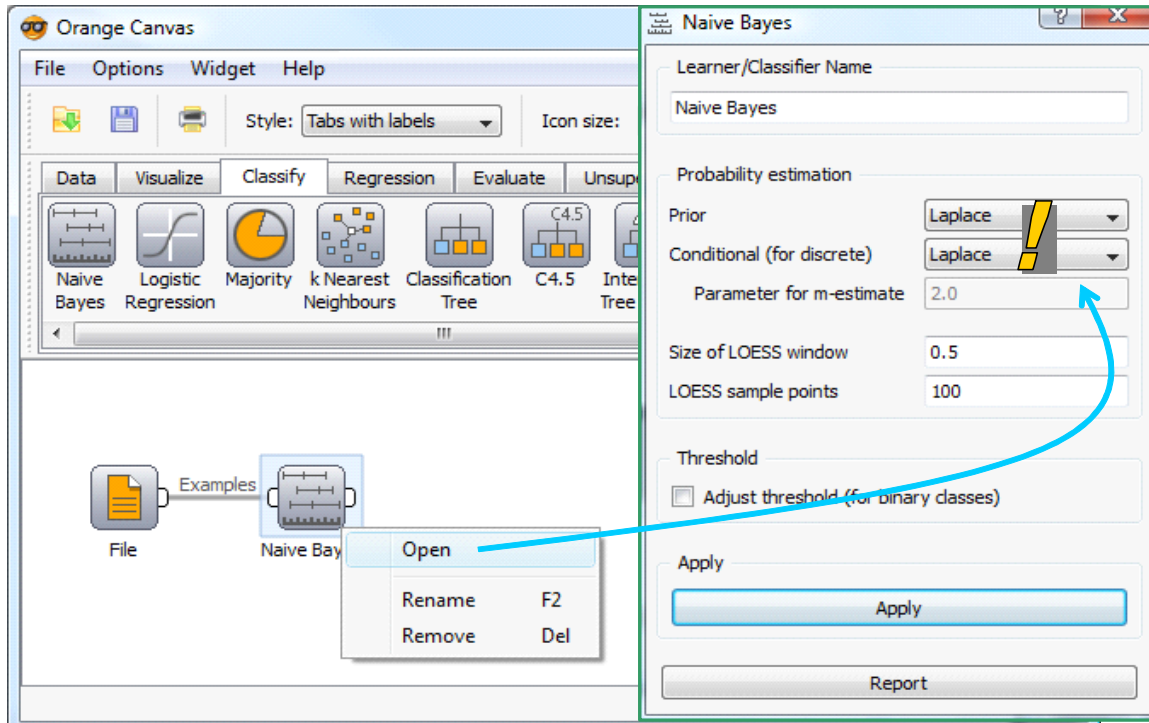 Orange Canvas
File Options Widget Help
Style: Tabs with labels Icon size:
Data Visualize Classify Regression Evaluate
C4.5
Naive Bayes
Logistic Regression
Majority
k Nearest Neighbours
Classification Tree
C4.5
Tree
Examples
File
Open
Rename F2
Remove Del
Naive Bayes
Learner/Classifier Name
Naive Bayes
Probability estimation
Prior Laplace
Conditional (for discrete) Laplace
Parameter for m-estimate 2.0
Size of LOESS window 0.5
LOESS sample points 100
Threshold
Adjust threshold (for binary classes)
Apply
Apply
Report